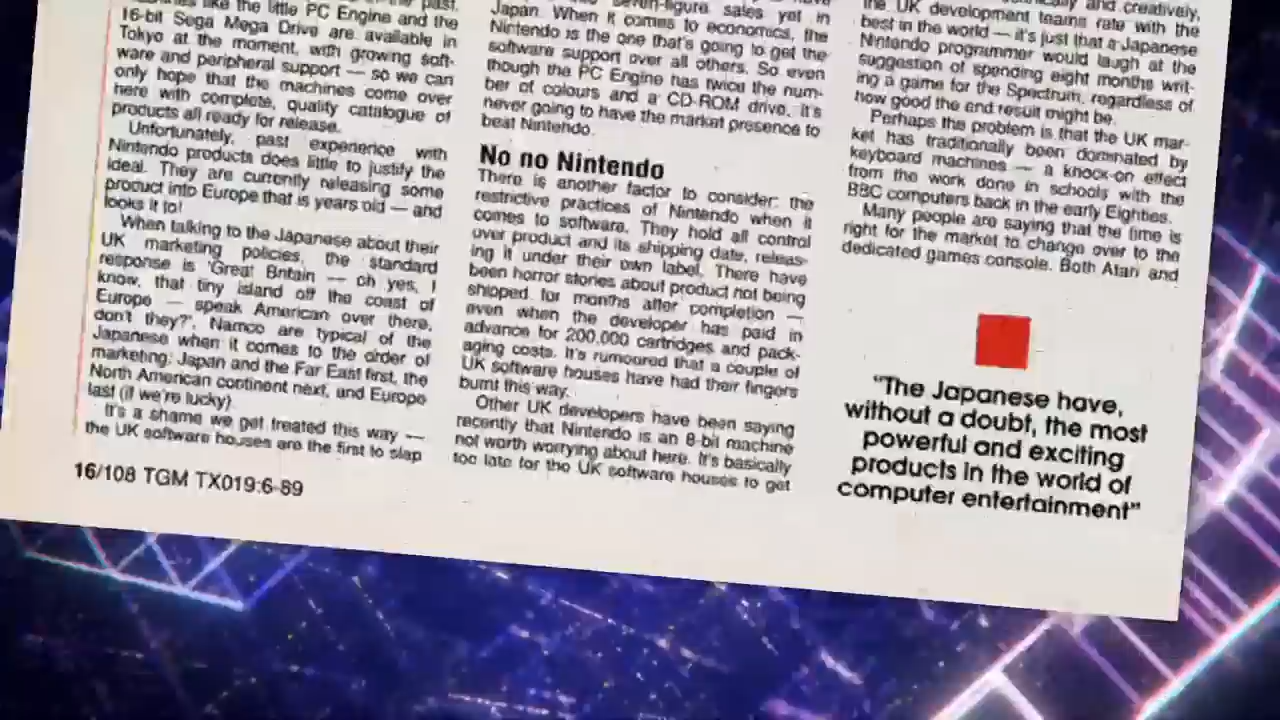 like the little PC Engine and the
16-bit Sega Mega Drive are available in
Tokyo at the moment, with growing soft-
ware and peripheral support — so we can
only hope that the machines come over
here with complete, quality catalogue of
products all ready for release.
Unfortunately, past experience with
Nintendo products does little to justify the
ideal. They are currently releasing some
product into Europe that is years old — and
looks it to!
When talking to the Japanese about their
UK marketing policies, the standard
response is 'Great Britain — oh yes, I
know, that tiny island off the coast of
Europe — speak American over there,
don't they?'. Namco are typical of the
Japanese when it comes to the order of
marketing: Japan and the Far East first, the
North American continent next, and Europe
last (if we're lucky).
It's a shame we get treated this way —
the UK software houses are the first to slap
16/108 TGM TX019:6-89
seven-figure sales yet in
Japan. When it comes to economics, the
Nintendo is the one that's going to get the
software support over all others. So even
though the PC Engine has twice the num-
ber of colours and a CD-ROM drive, it's
never going to have the market presence to
beat Nintendo.
No no Nintendo
There is another factor to consider: the
restrictive practices of Nintendo when it
comes to software. They hold all control
over product and its shipping date, releas-
ing it under their own label. There have
been horror stories about product not being
shipped for months after completion —
even when the developer has paid in
advance for 200,000 cartridges and pack-
aging costs. It's rumoured that a couple of
UK software houses have had their fingers
burnt this way.
Other UK developers have been saying
recently that Nintendo is an 8-bit machine
not worth worrying about here. It's basically
too late for the UK software houses to get
and creatively,
the UK development teams rate with the
best in the world — it's just that a Japanese
Nintendo programmer would laugh at the
suggestion of spending eight months writ-
ing a game for the Spectrum, regardless of
how good the end result might be.
Perhaps the problem is that the UK mar-
ket has traditionally been dominated by
keyboard machines — a knock-on effect
from the work done in schools with the
BBC computers back in the early Eighties.
Many people are saying that the time is
right for the market to change over to the
dedicated games console. Both Atari and
"The Japanese have,
without a doubt, the most
powerful and exciting
products in the world of
computer entertainment"